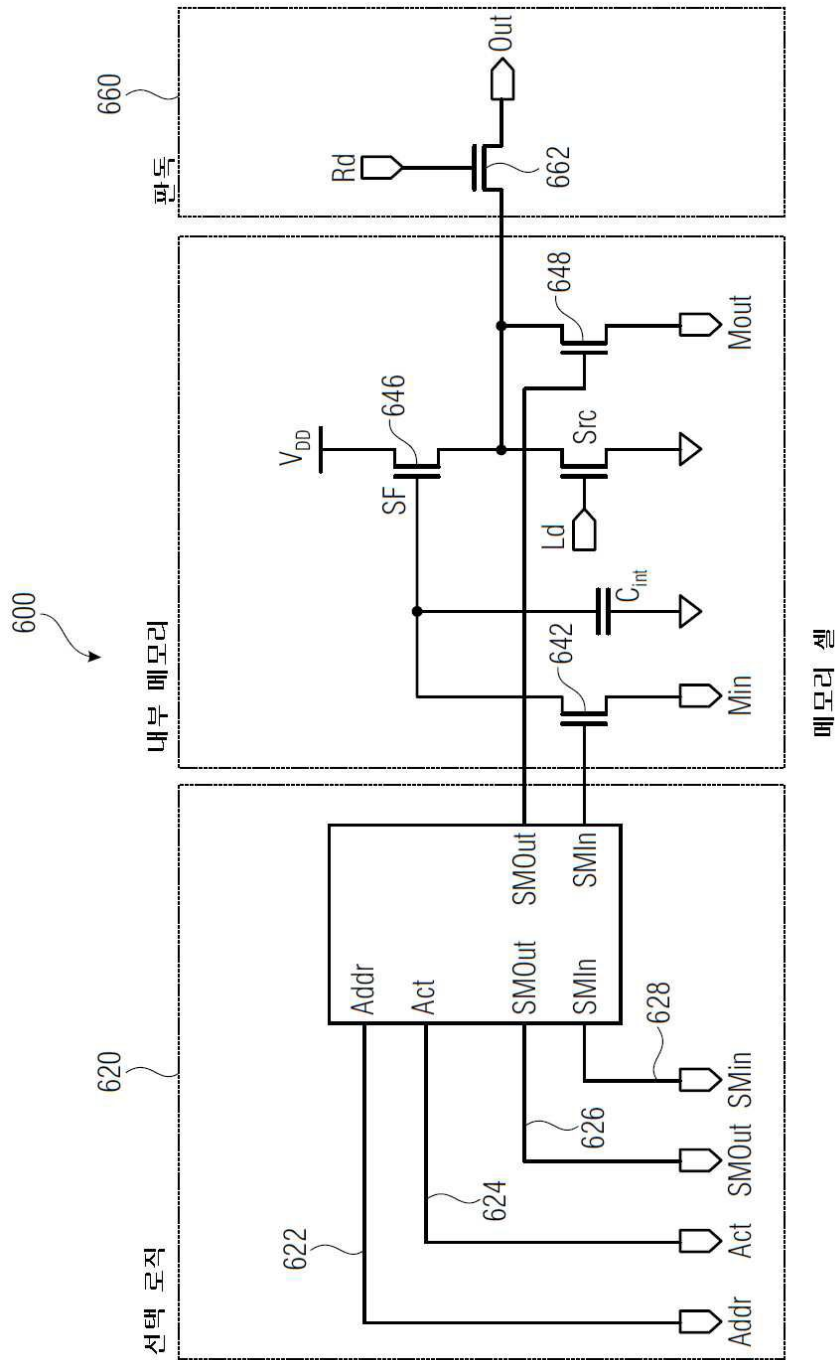 600
선택 로직
620
Addr
Act
SMOut
SMIn
SMOut
SMIn
622
624
626
628
Addr
Act
SMOut
SMin
내부 메모리
V_DD
SF
646
642
C_int
Ld
Src
648
Min
Mout
판독
660
Rd
662
Out
메모리 셀